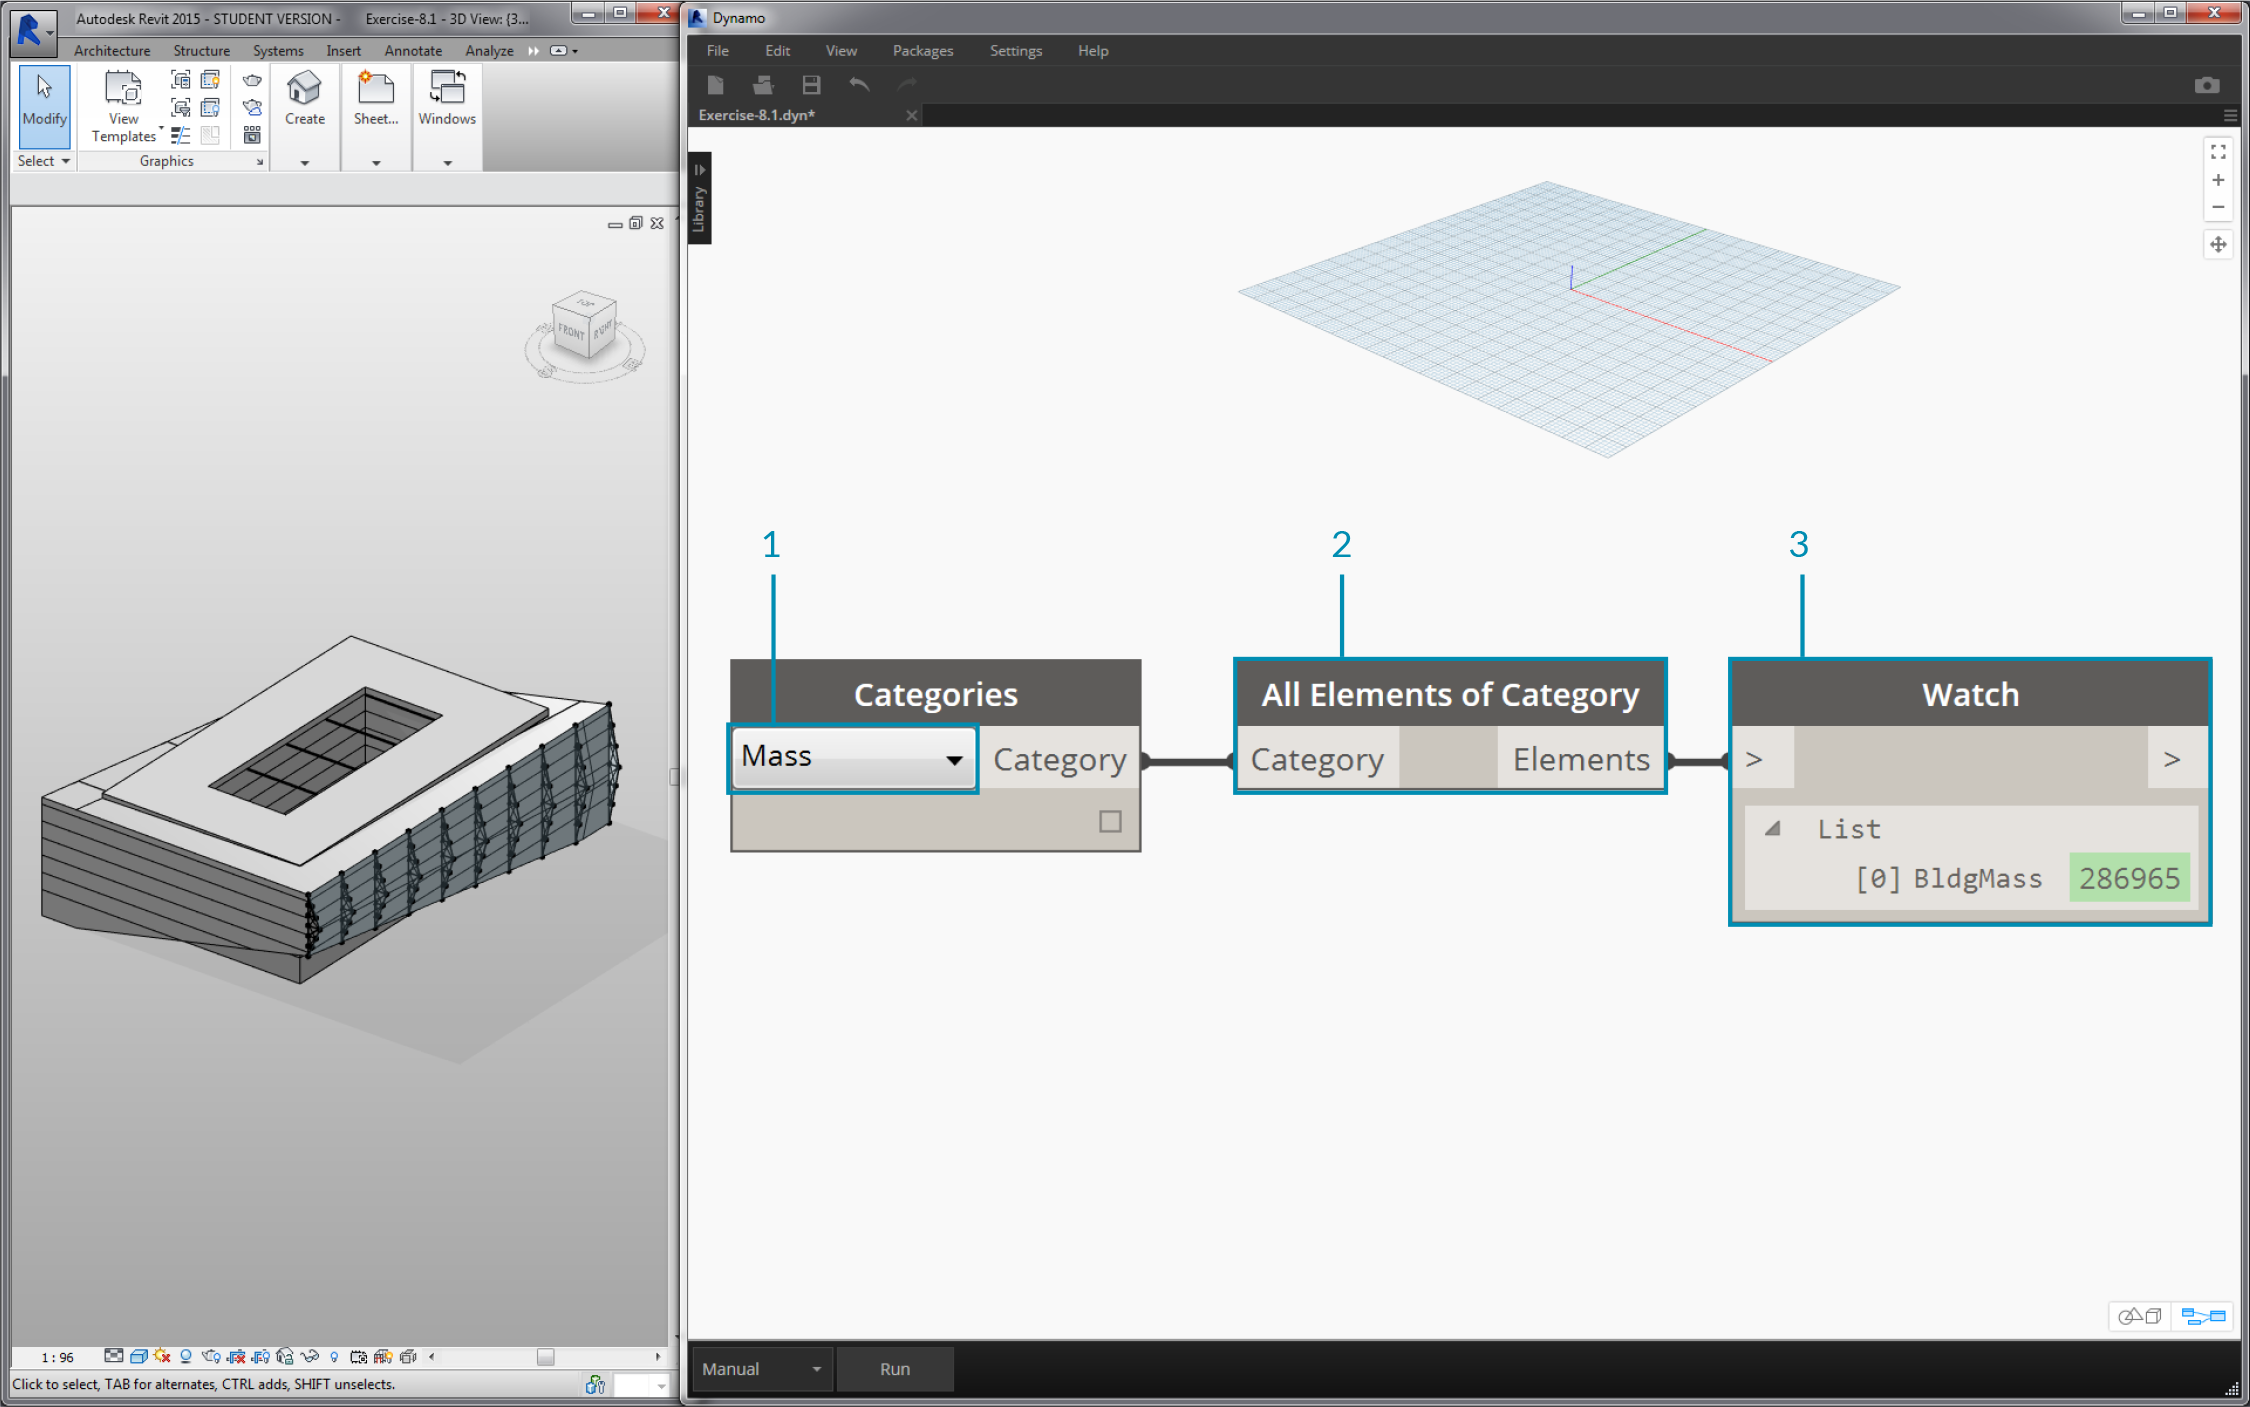 Autodesk Revit 2015 - STUDENT VERSION - Exercise-8.1 - 3D View: {3...
Architecture Structure Systems Insert Annotate Analyze
Modify
View
Templates
Create
Sheet...
Windows
Select
Graphics
TOP
FRONT
RIGHT
1 : 96
Click to select, TAB for alternates, CTRL adds, SHIFT unselects.
Dynamo
File Edit View Packages Settings Help
Exercise-8.1.dyn*
Library
1
2
3
Categories
Mass
Category
All Elements of Category
Category
Elements
Watch
> >
List
[0] BldgMass 286965
Manual
Run